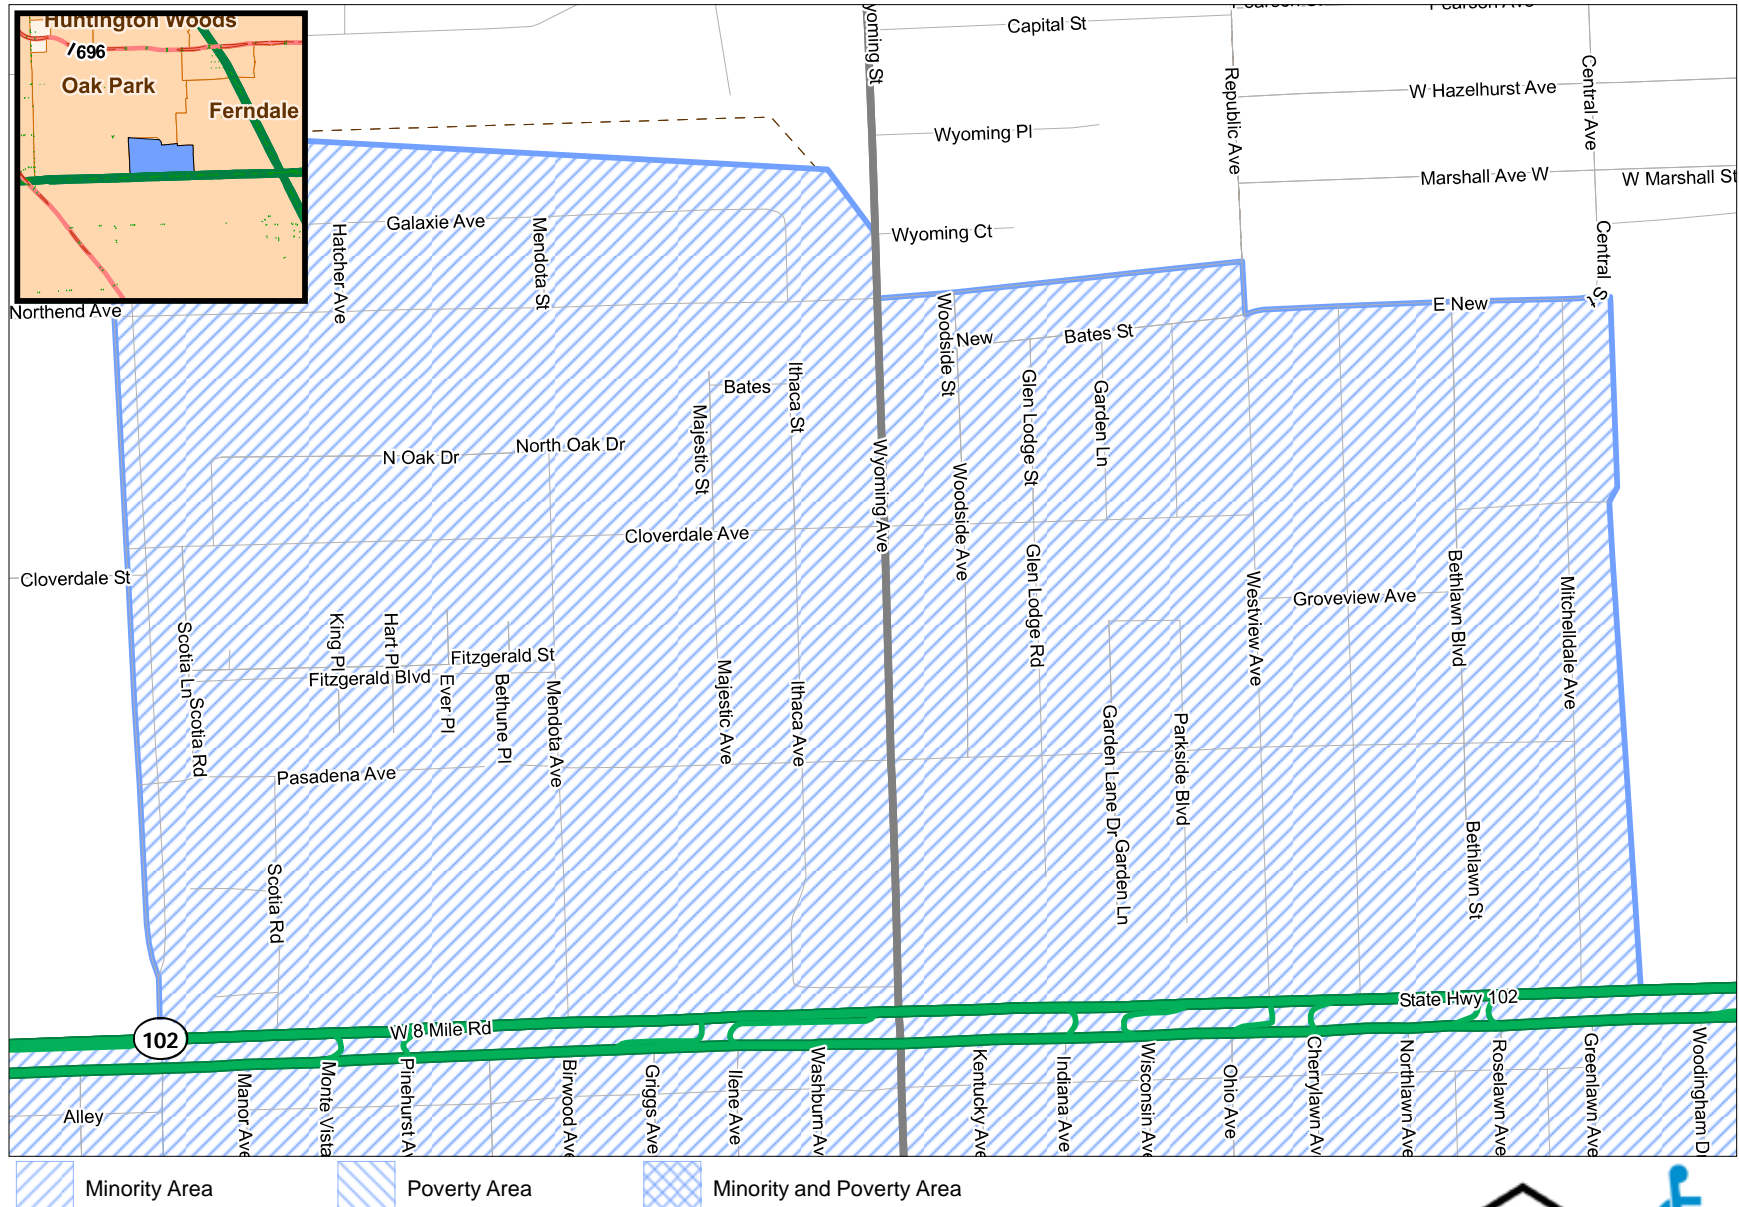 Huntington Woods
696
Oak Park
Ferndale
Capital St
W Hazelhurst Ave
Wyoming Pl
Marshall Ave W
W Marshall St
Republic Ave
Central Ave
Central St
Wyoming Ct
Galaxie Ave
Hatcher Ave
Mendota St
Northend Ave
E New
Woodside St
New
Bates St
Bates
Ithaca St
Majestic St
Glen Lodge St
Garden Ln
North Oak Dr
N Oak Dr
Wyoming Ave
Woodside Ave
Cloverdale Ave
Cloverdale St
Glen Lodge Rd
Westview Ave
Groveview Ave
Bethlawn Blvd
Mitchelldale Ave
Scotia Ln
King Pl
Hart Pl
Fitzgerald St
Fitzgerald Blvd
Scotia Rd
Ever Pl
Bethune Pl
Mendota Ave
Majestic Ave
Ithaca Ave
Pasadena Ave
Garden Lane Dr
Parkside Blvd
Garden Ln
Bethlawn St
Scotia Rd
State Hwy 102
W 8 Mile Rd
102
Alley
Manor Ave
Monte Vista
Pinehurst Av
Birwood Ave
Griggs Ave
Ilene Ave
Washburn Av
Kentucky Ave
Indiana Ave
Wisconsin Ave
Ohio Ave
Cherrylawn Av
Northlawn Ave
Roselawn Ave
Greenlawn Ave
Woodingham Dr
Minority Area
Poverty Area
Minority and Poverty Area